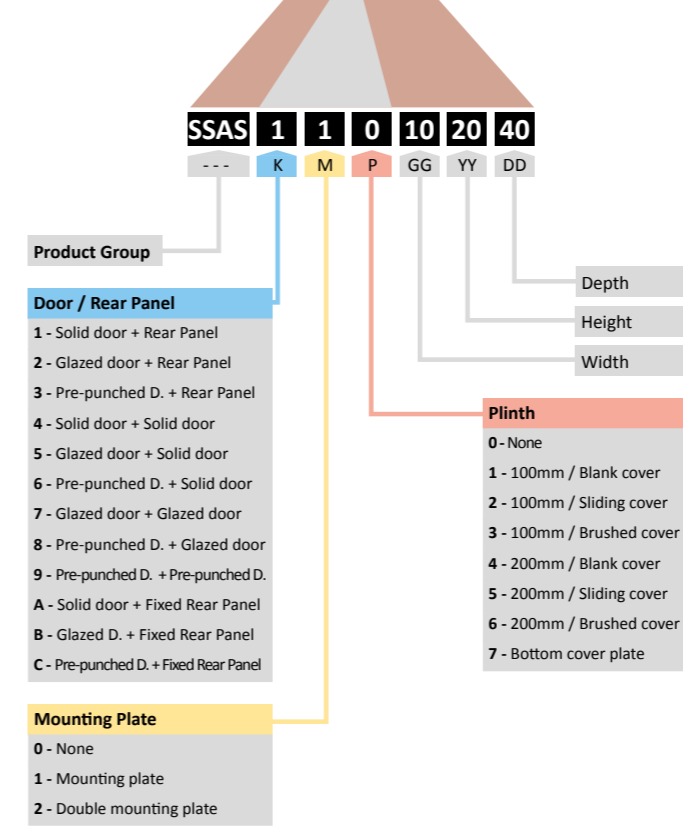 SSAS 1 1 0 10 20 40
--- K M P GG YY DD
Product Group
Door / Rear Panel
1 - Solid door + Rear Panel
2 - Glazed door + Rear Panel
3 - Pre-punched D. + Rear Panel
4 - Solid door + Solid door
5 - Glazed door + Solid door
6 - Pre-punched D. + Solid door
7 - Glazed door + Glazed door
8 - Pre-punched D. + Glazed door
9 - Pre-punched D. + Pre-punched D.
A - Solid door + Fixed Rear Panel
B - Glazed D. + Fixed Rear Panel
C - Pre-punched D. + Fixed Rear Panel
Mounting Plate
0 - None
1 - Mounting plate
2 - Double mounting plate
Depth
Height
Width
Plinth
0 - None
1 - 100mm / Blank cover
2 - 100mm / Sliding cover
3 - 100mm / Brushed cover
4 - 200mm / Blank cover
5 - 200mm / Sliding cover
6 - 200mm / Brushed cover
7 - Bottom cover plate